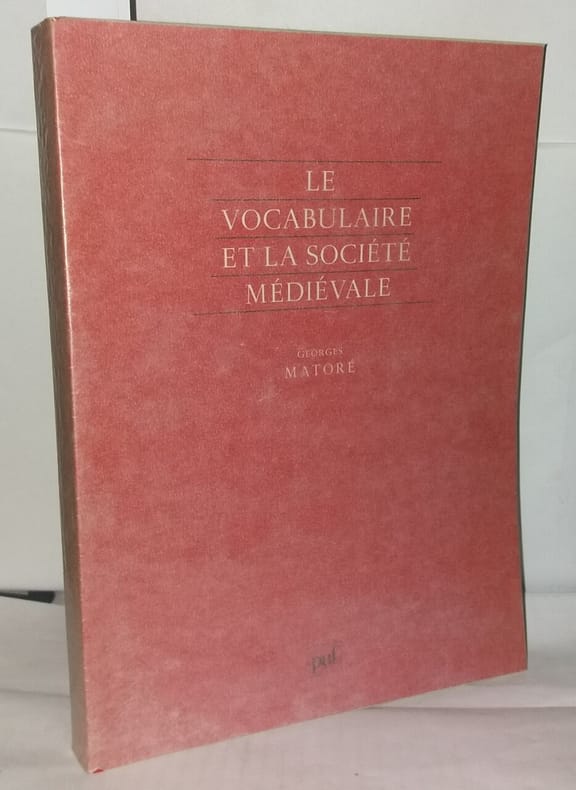 LE
VOCABULAIRE
ET LA SOCIÉTÉ
MÉDIÉVALE
GEORGES
MATORÉ
puf